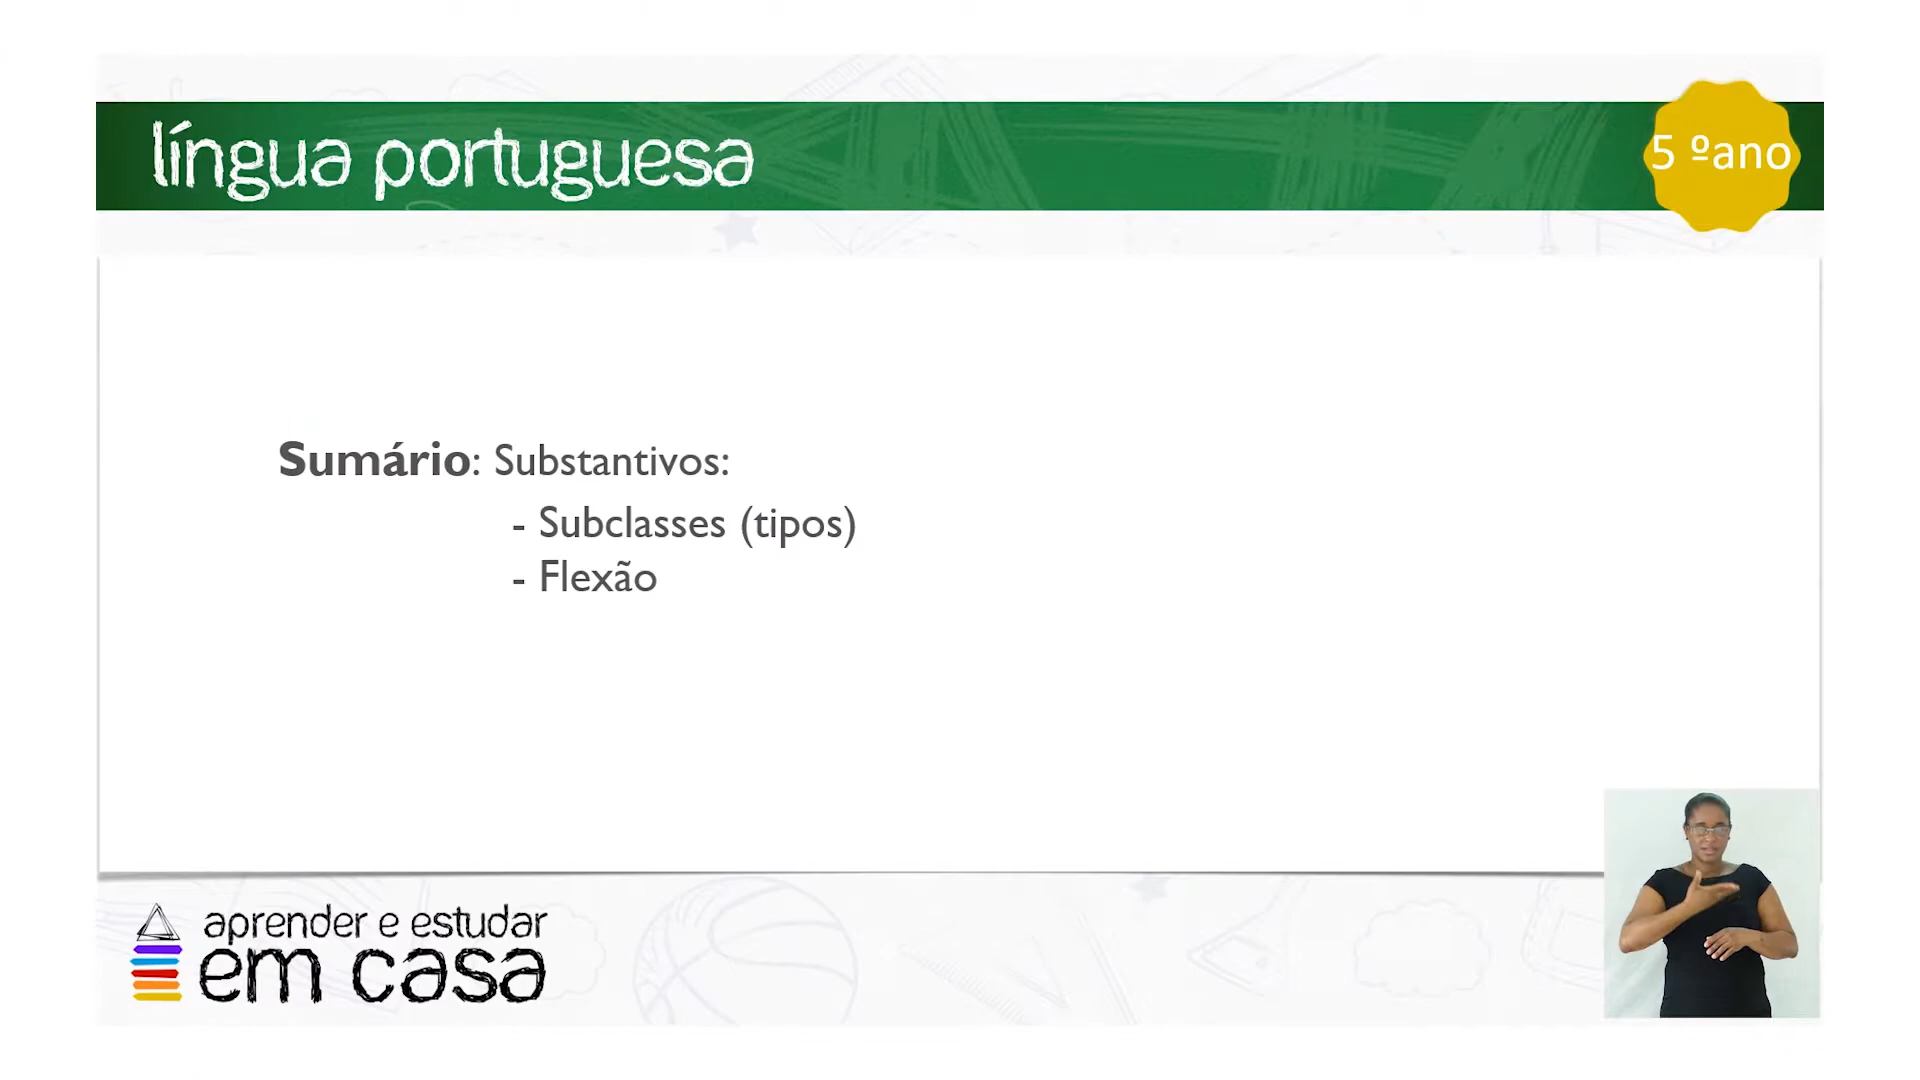 língua portuguesa
5 ºano
Sumário: Substantivos:
- Subclasses (tipos)
- Flexão
aprender e estudar
em casa